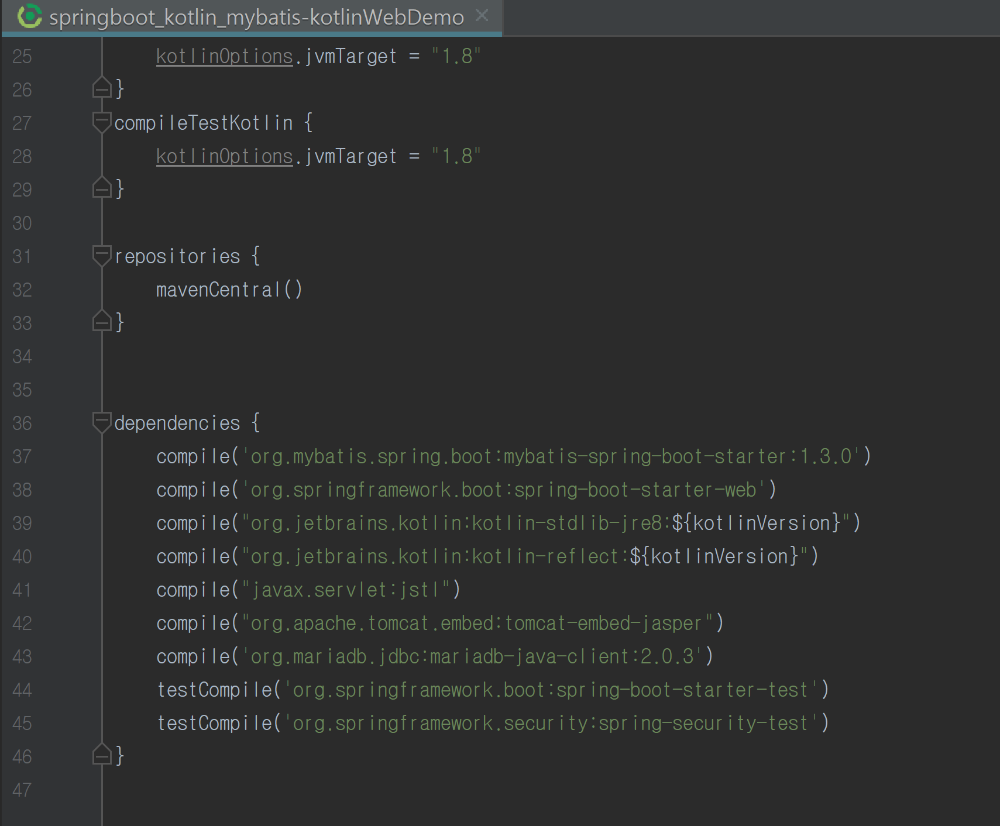 springboot_kotlin_mybatis-kotlinWebDemo
25 kotlinOptions.jvmTarget = "1.8"
26 }
27 compileTestKotlin {
28 kotlinOptions.jvmTarget = "1.8"
29 }
30
31 repositories {
32 mavenCentral()
33 }
34
35
36 dependencies {
37 compile('org.mybatis.spring.boot:mybatis-spring-boot-starter:1.3.0')
38 compile('org.springframework.boot:spring-boot-starter-web')
39 compile("org.jetbrains.kotlin:kotlin-stdlib-jre8:${kotlinVersion}")
40 compile("org.jetbrains.kotlin:kotlin-reflect:${kotlinVersion}")
41 compile("javax.servlet:jstl")
42 compile("org.apache.tomcat.embed:tomcat-embed-jasper")
43 compile('org.mariadb.jdbc:mariadb-java-client:2.0.3')
44 testCompile('org.springframework.boot:spring-boot-starter-test')
45 testCompile('org.springframework.security:spring-security-test')
46 }
47